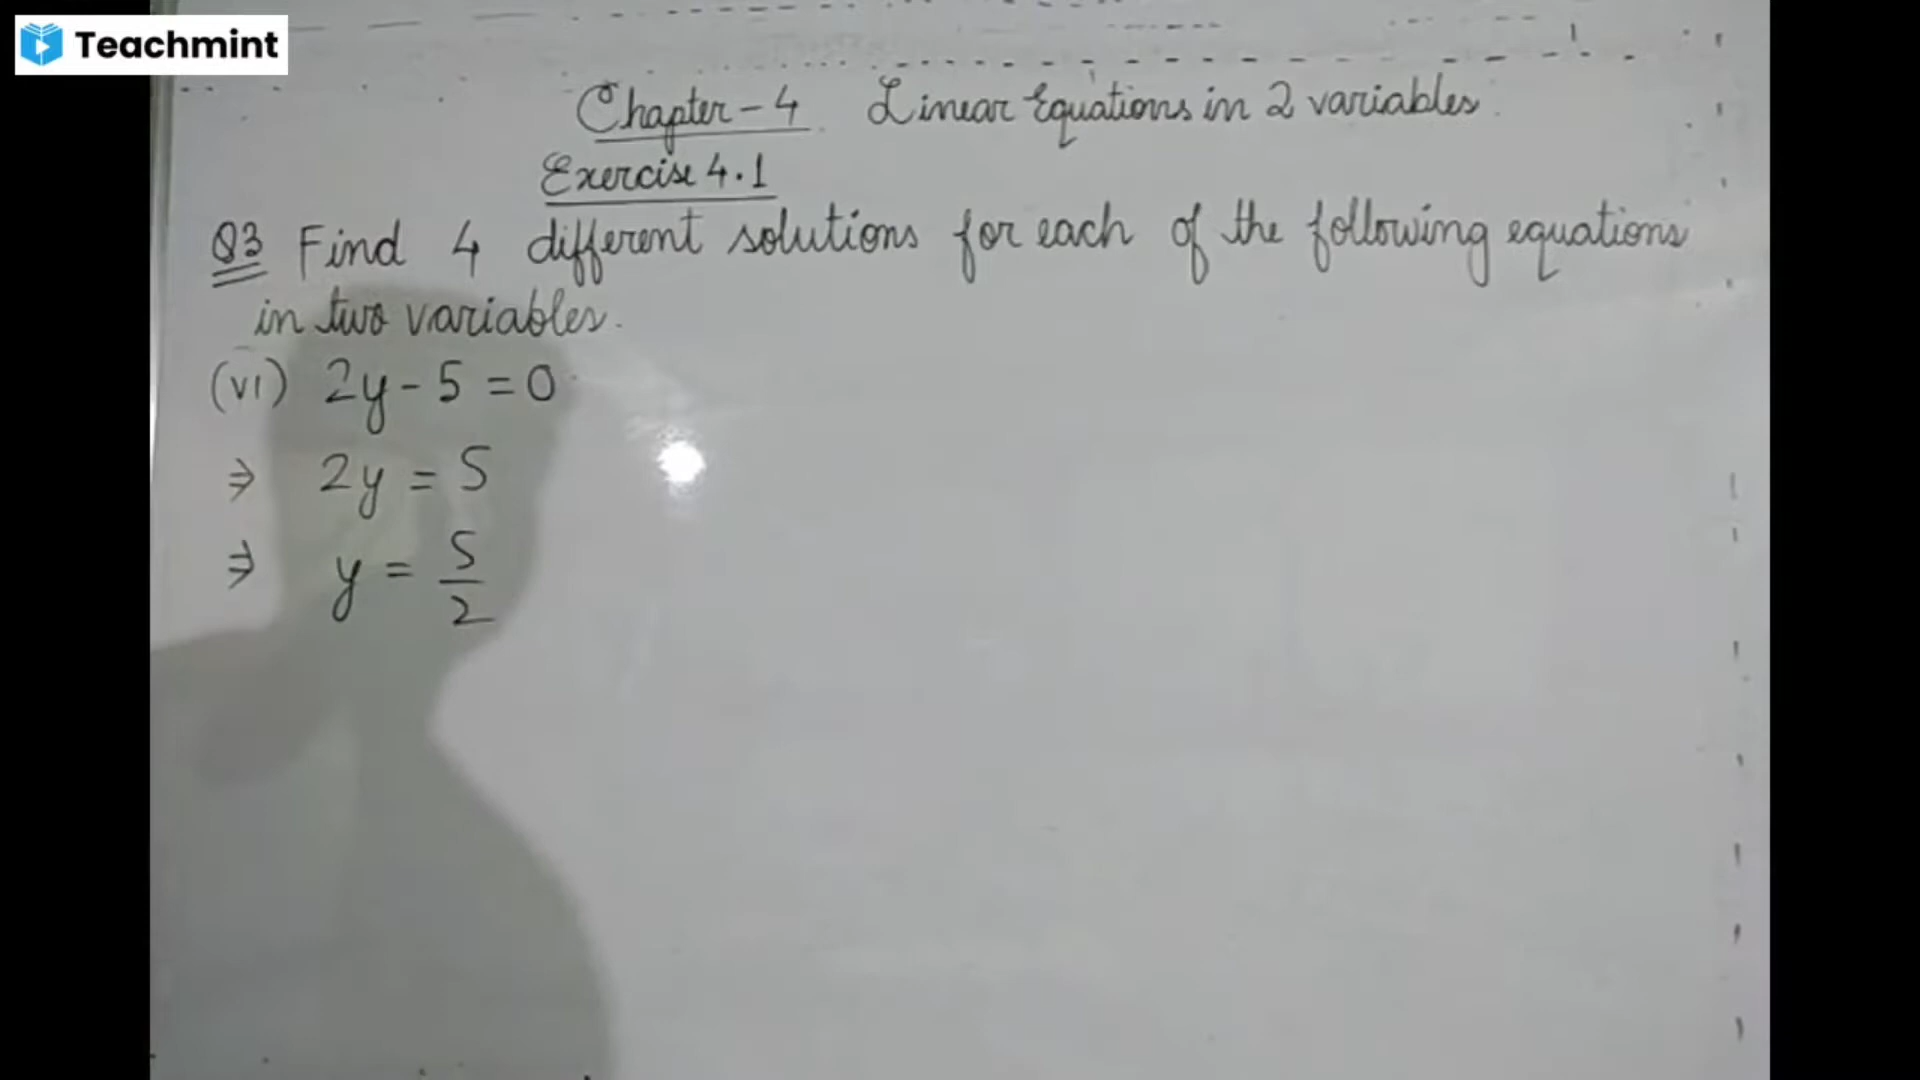 Teachmint
Chapter-4 Linear Equations in 2 variables.
Exercise 4.1
Q3 Find 4 different solutions for each of the following equations
in two variables.
(vi) 2y - 5 = 0
⇒ 2y = 5
⇒ y = 5/2